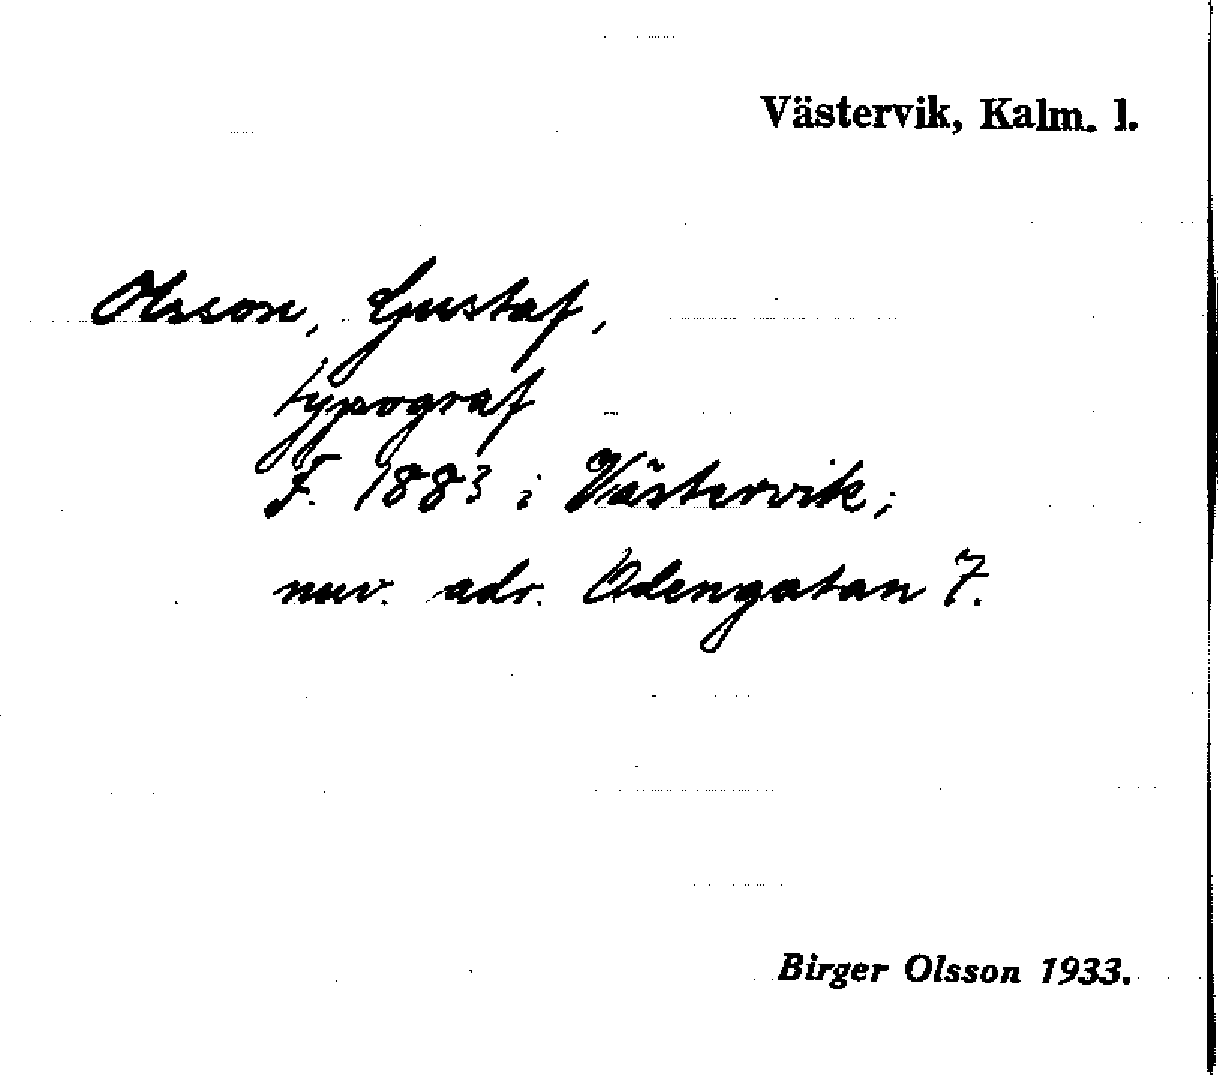 Västervik, Kalm. l.
Olsson, Gustaf,
typograf
F. 1883 i Västervik;
nuv. adr. Odengatan 7.
Birger Olsson 1933.